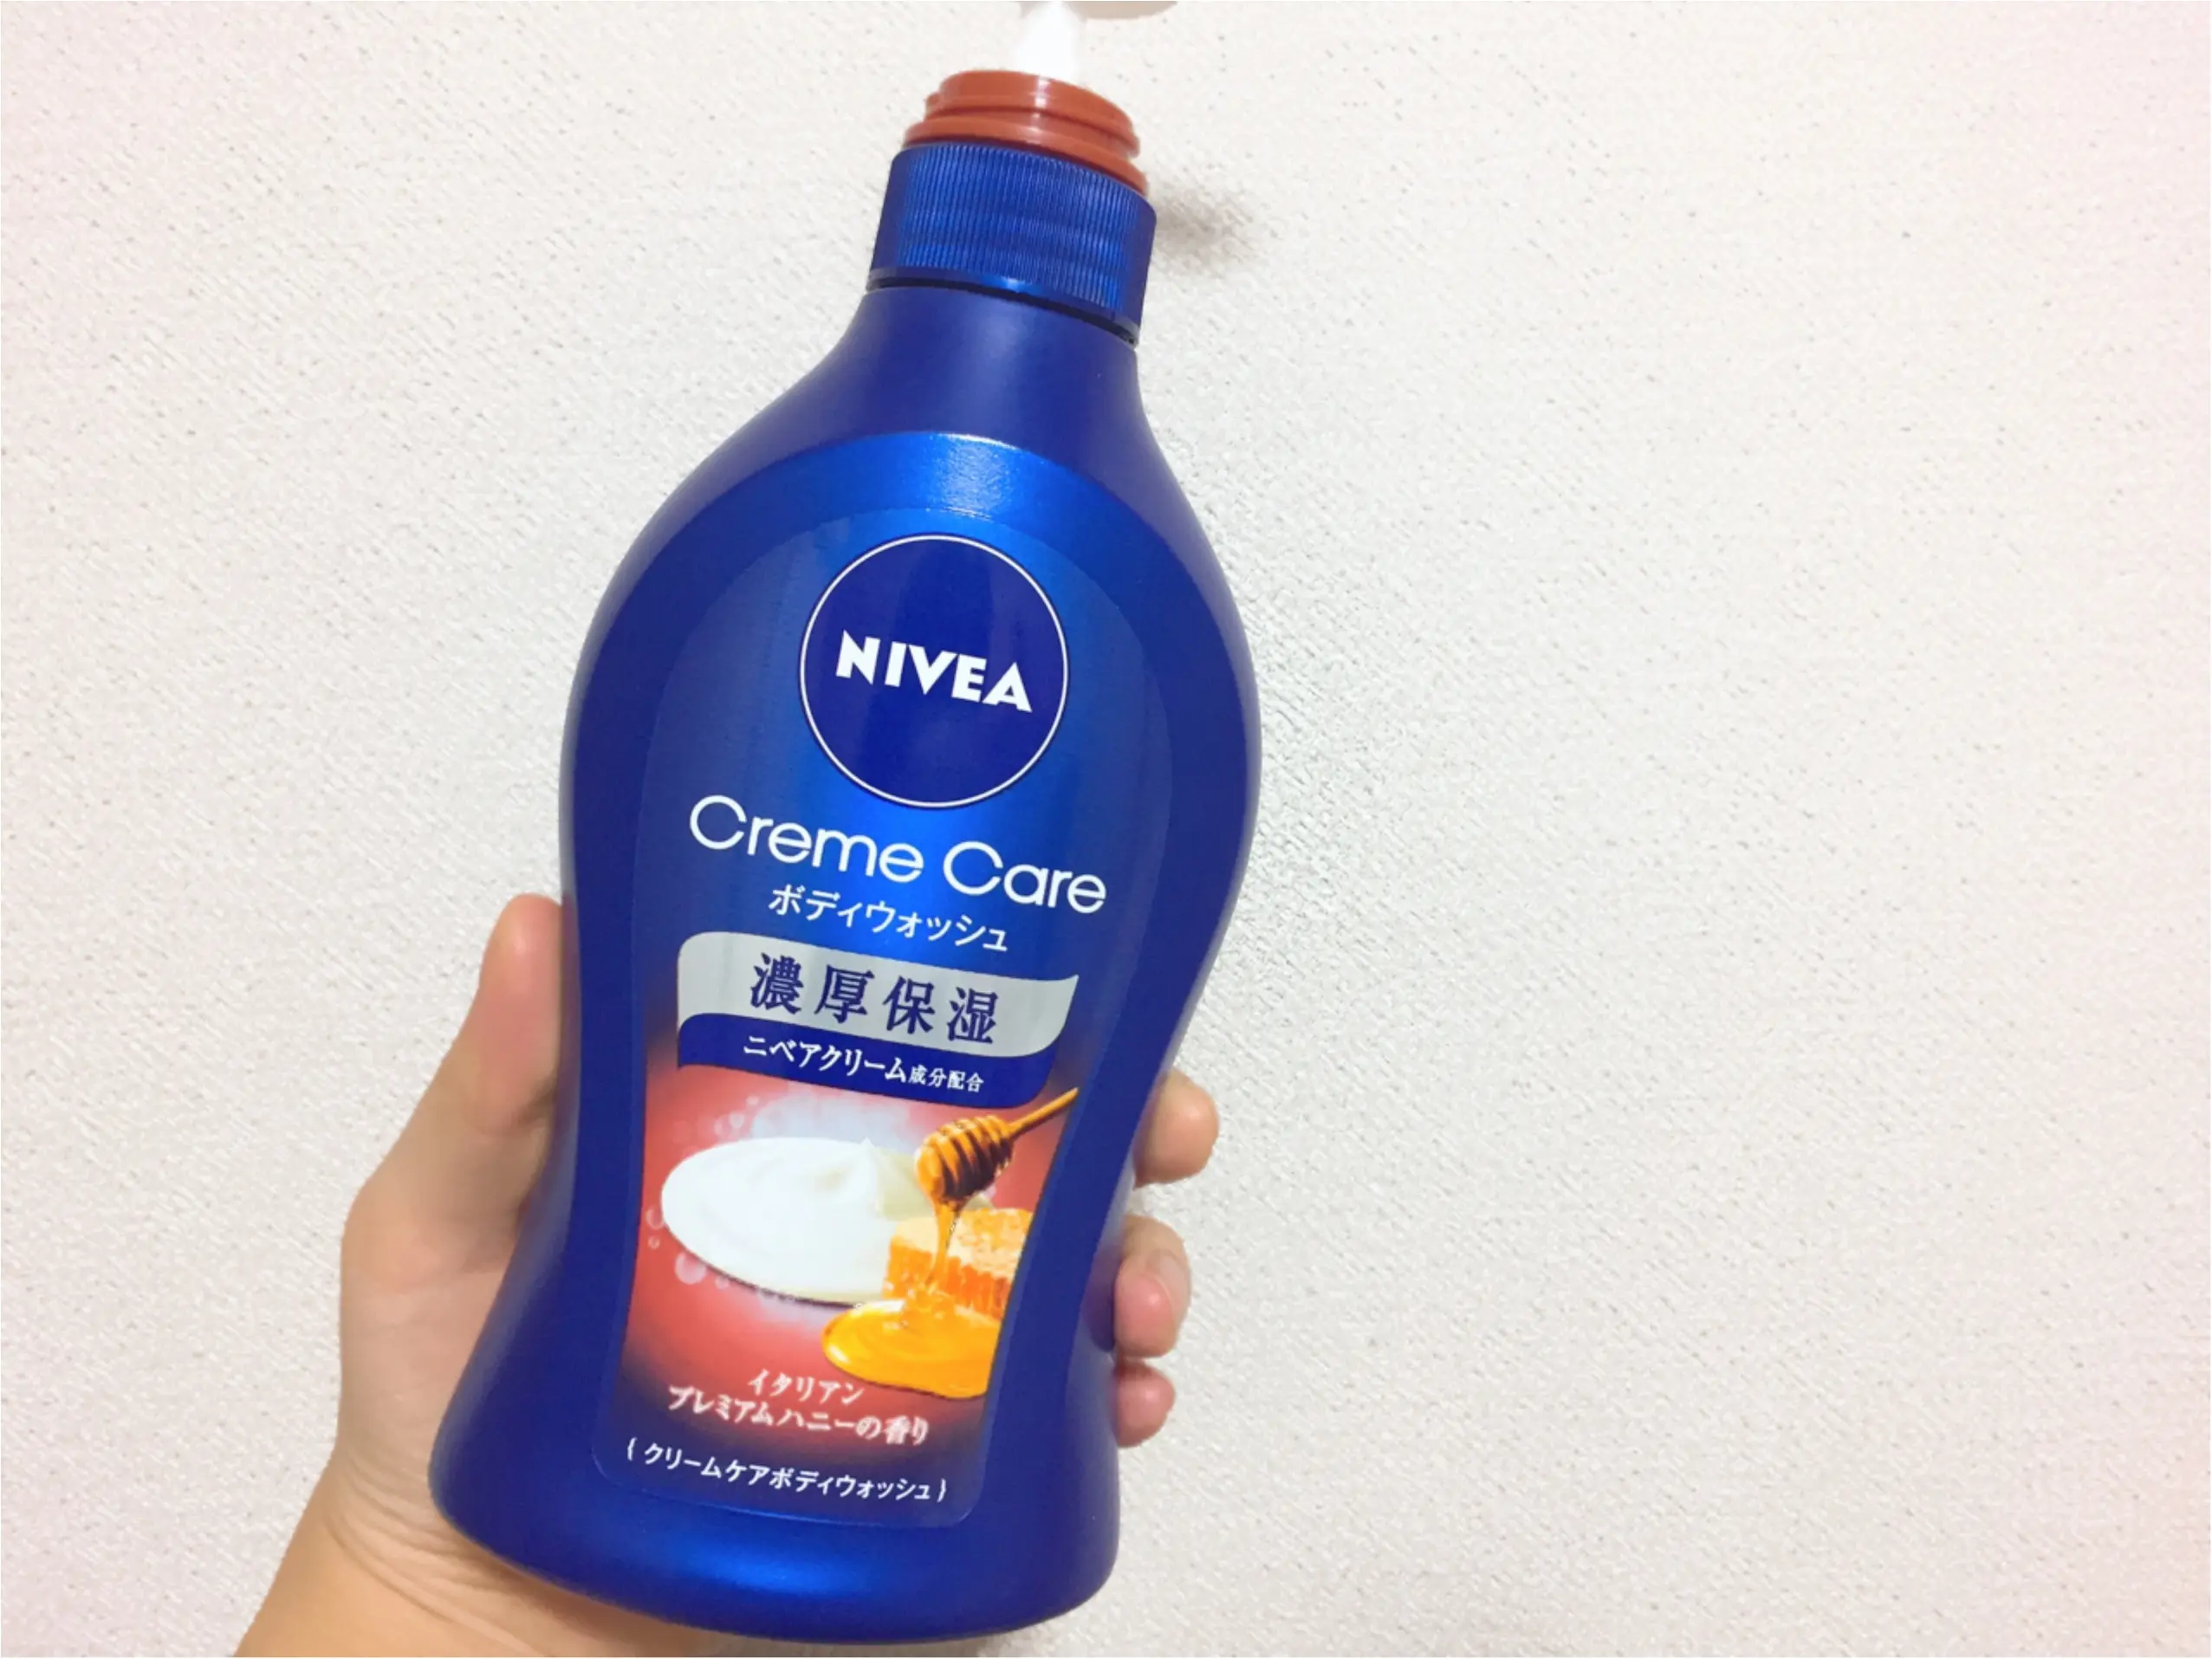 NIVEA
Creme Care
ボディウォッシュ
濃厚保湿
ニベアクリーム成分配合
イタリアン
プレミアムハニーの香り
{ クリームケアボディウォッシュ }